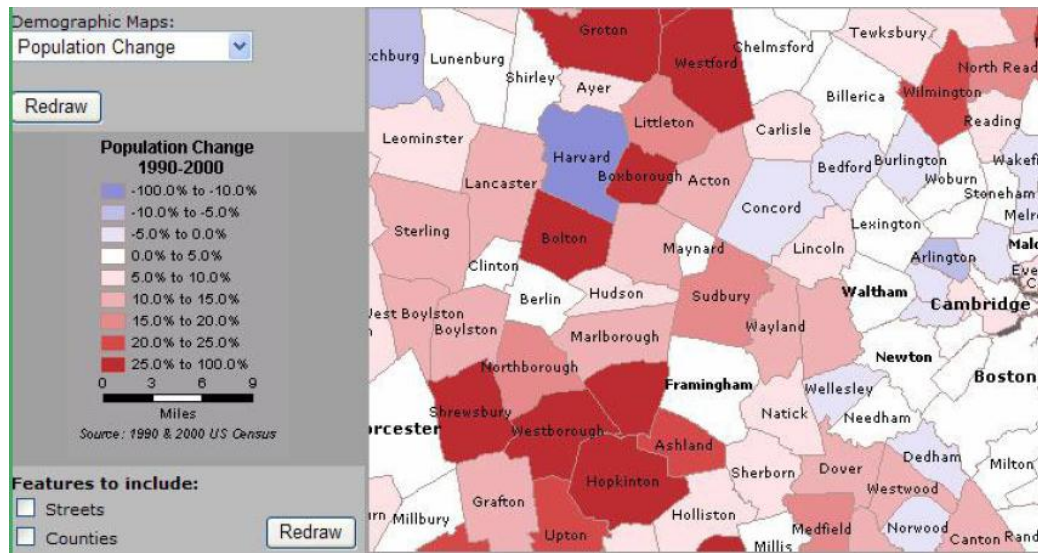 Demographic Maps:
Population Change
Redraw
Population Change
1990-2000
-100.0% to -10.0%
-10.0% to -5.0%
-5.0% to 0.0%
0.0% to 5.0%
5.0% to 10.0%
10.0% to 15.0%
15.0% to 20.0%
20.0% to 25.0%
25.0% to 100.0%
0 3 6 9
Miles
Source: 1990 & 2000 US Census
Features to include:
Streets
Counties
Redraw
Groton
Tewksbury
Chelmsford
chburg
Lunenburg
Westford
Shirley
North Read
Ayer
Billerica
Wilmington
Littleton
Reading
Carlisle
Leominster
Harvard
Bedford
Burlington
Wakef
Boxborough
Acton
Woburn
Lancaster
Stoneham
Concord
Melr
Lexington
Sterling
Bolton
Maynard
Lincoln
Mald
Arlington
Clinton
Eve
C
Hudson
Sudbury
Waltham
Berlin
Cambridge
West Boylston
Boylston
Wayland
Marlborough
Newton
Northborough
Boston
Framingham
Wellesley
Shrewsbury
Natick
Needham
orcester
Westborough
Ashland
Dedham
Sherborn
Milton
Dover
Hopkinton
Westwood
Grafton
rn
Millbury
Holliston
Upton
Medfield
Norwood
Canton
Rand
Millis